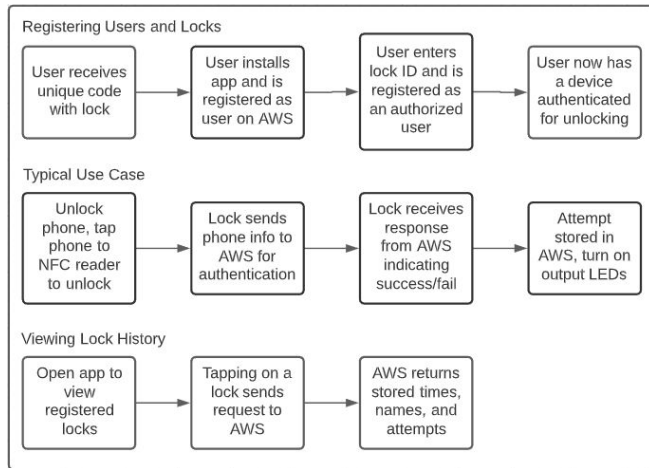 Registering Users and Locks
User receives
unique code
with lock
User installs
app and is
registered as
user on AWS
User enters
lock ID and is
registered as
an authorized
user
User now has
a device
authenticated
for unlocking
Typical Use Case
Unlock
phone, tap
phone to
NFC reader
to unlock
Lock sends
phone info to
AWS for
authentication
Lock receives
response
from AWS
indicating
success/fail
Attempt
stored in
AWS, turn on
output LEDs
Viewing Lock History
Open app to
view
registered
locks
Tapping on a
lock sends
request to
AWS
AWS returns
stored times,
names, and
attempts